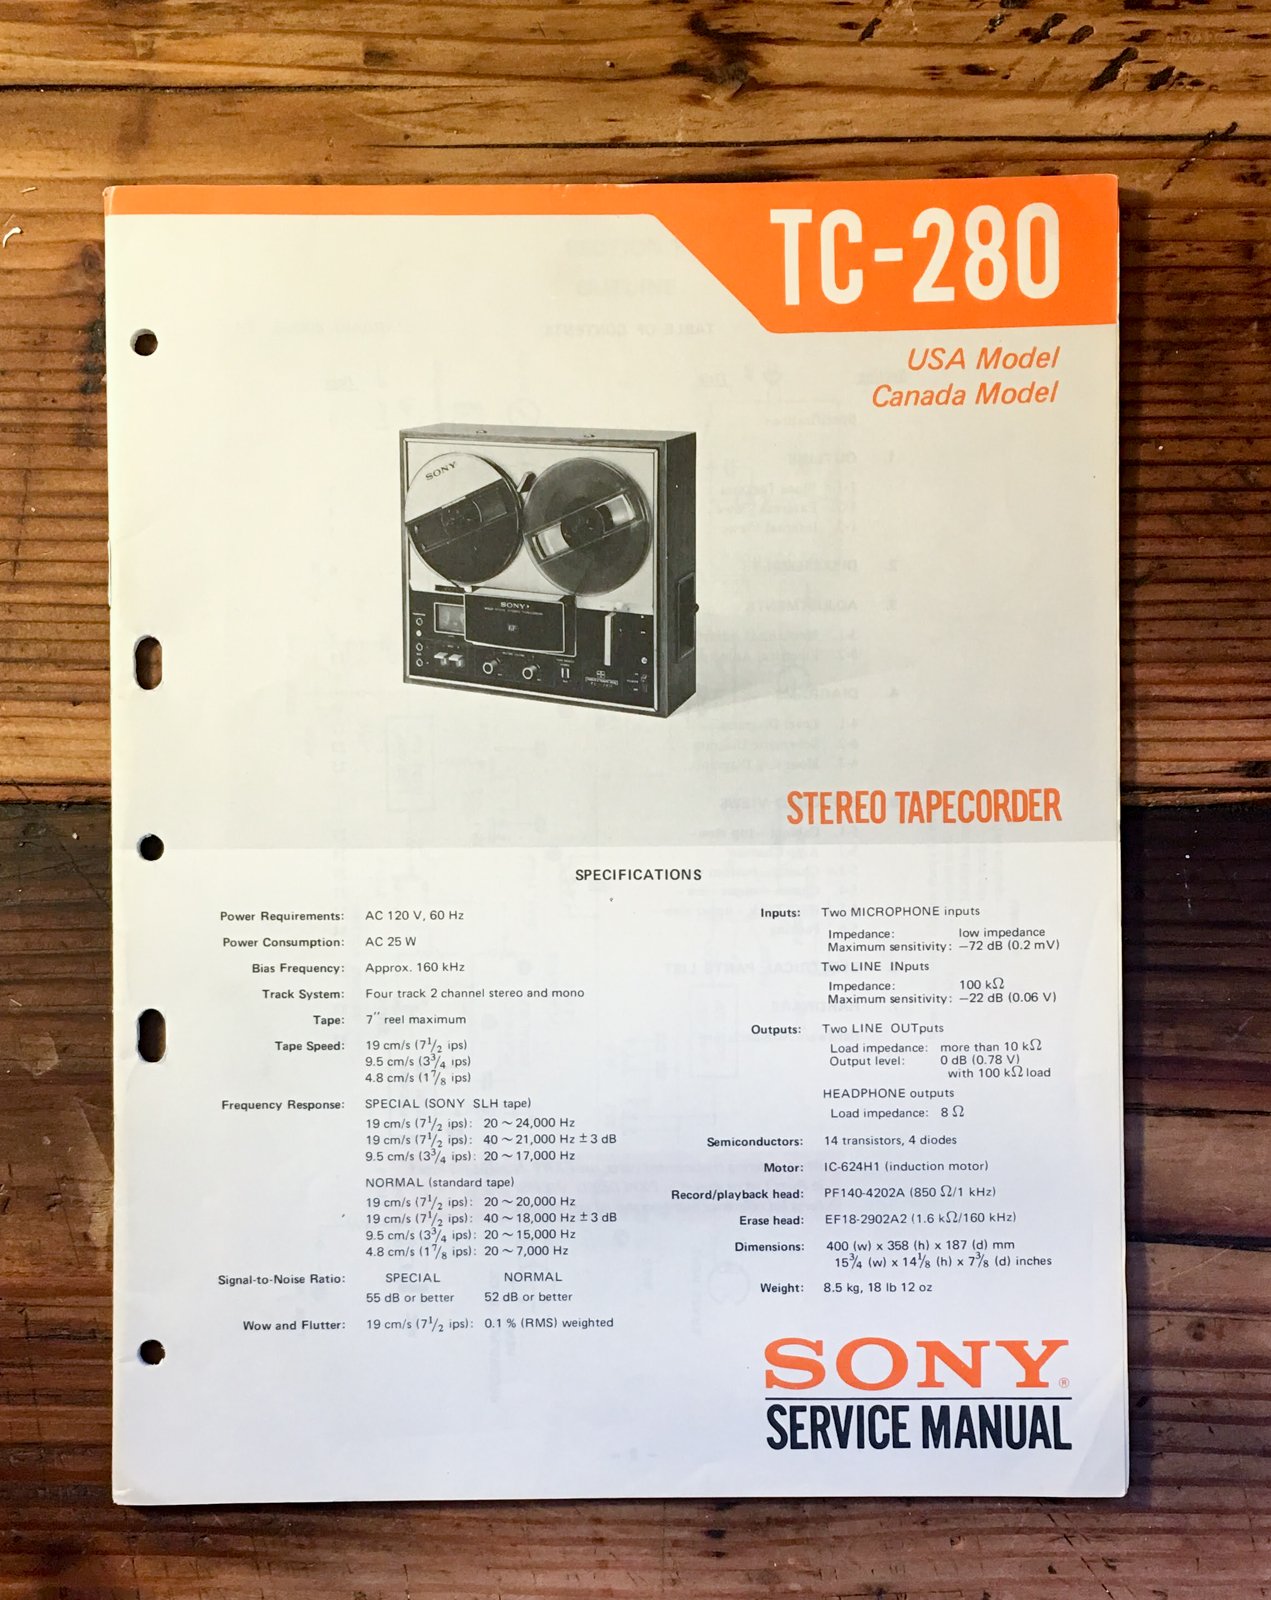 TC-280
USA Model
Canada Model
SONY
SONY
STEREO TAPECORDER
SPECIFICATIONS
Power Requirements: AC 120 V, 60 Hz
Power Consumption: AC 25 W
Bias Frequency: Approx. 160 kHz
Track System: Four track 2 channel stereo and mono
Tape: 7″ reel maximum
Tape Speed: 19 cm/s (7 1/2 ips)
9.5 cm/s (3 3/4 ips)
4.8 cm/s (1 7/8 ips)
Frequency Response: SPECIAL (SONY SLH tape)
19 cm/s (7 1/2 ips): 20 ~ 24,000 Hz
19 cm/s (7 1/2 ips): 40 ~ 21,000 Hz ± 3 dB
9.5 cm/s (3 3/4 ips): 20 ~ 17,000 Hz
NORMAL (standard tape)
19 cm/s (7 1/2 ips): 20 ~ 20,000 Hz
19 cm/s (7 1/2 ips): 40 ~ 18,000 Hz ± 3 dB
9.5 cm/s (3 3/4 ips): 20 ~ 15,000 Hz
4.8 cm/s (1 7/8 ips): 20 ~ 7,000 Hz
Signal-to-Noise Ratio: SPECIAL NORMAL
55 dB or better 52 dB or better
Wow and Flutter: 19 cm/s (7 1/2 ips): 0.1 % (RMS) weighted
Inputs: Two MICROPHONE inputs
Impedance: low impedance
Maximum sensitivity: −72 dB (0.2 mV)
Two LINE INputs
Impedance: 100 kΩ
Maximum sensitivity: −22 dB (0.06 V)
Outputs: Two LINE OUTputs
Load impedance: more than 10 kΩ
Output level: 0 dB (0.78 V)
with 100 kΩ load
HEADPHONE outputs
Load impedance: 8 Ω
Semiconductors: 14 transistors, 4 diodes
Motor: IC-624H1 (induction motor)
Record/playback head: PF140-4202A (850 Ω/1 kHz)
Erase head: EF18-2902A2 (1.6 kΩ/160 kHz)
Dimensions: 400 (w) x 358 (h) x 187 (d) mm
15 3/4 (w) x 14 1/8 (h) x 7 3/8 (d) inches
Weight: 8.5 kg, 18 lb 12 oz
SONY®
SERVICE MANUAL